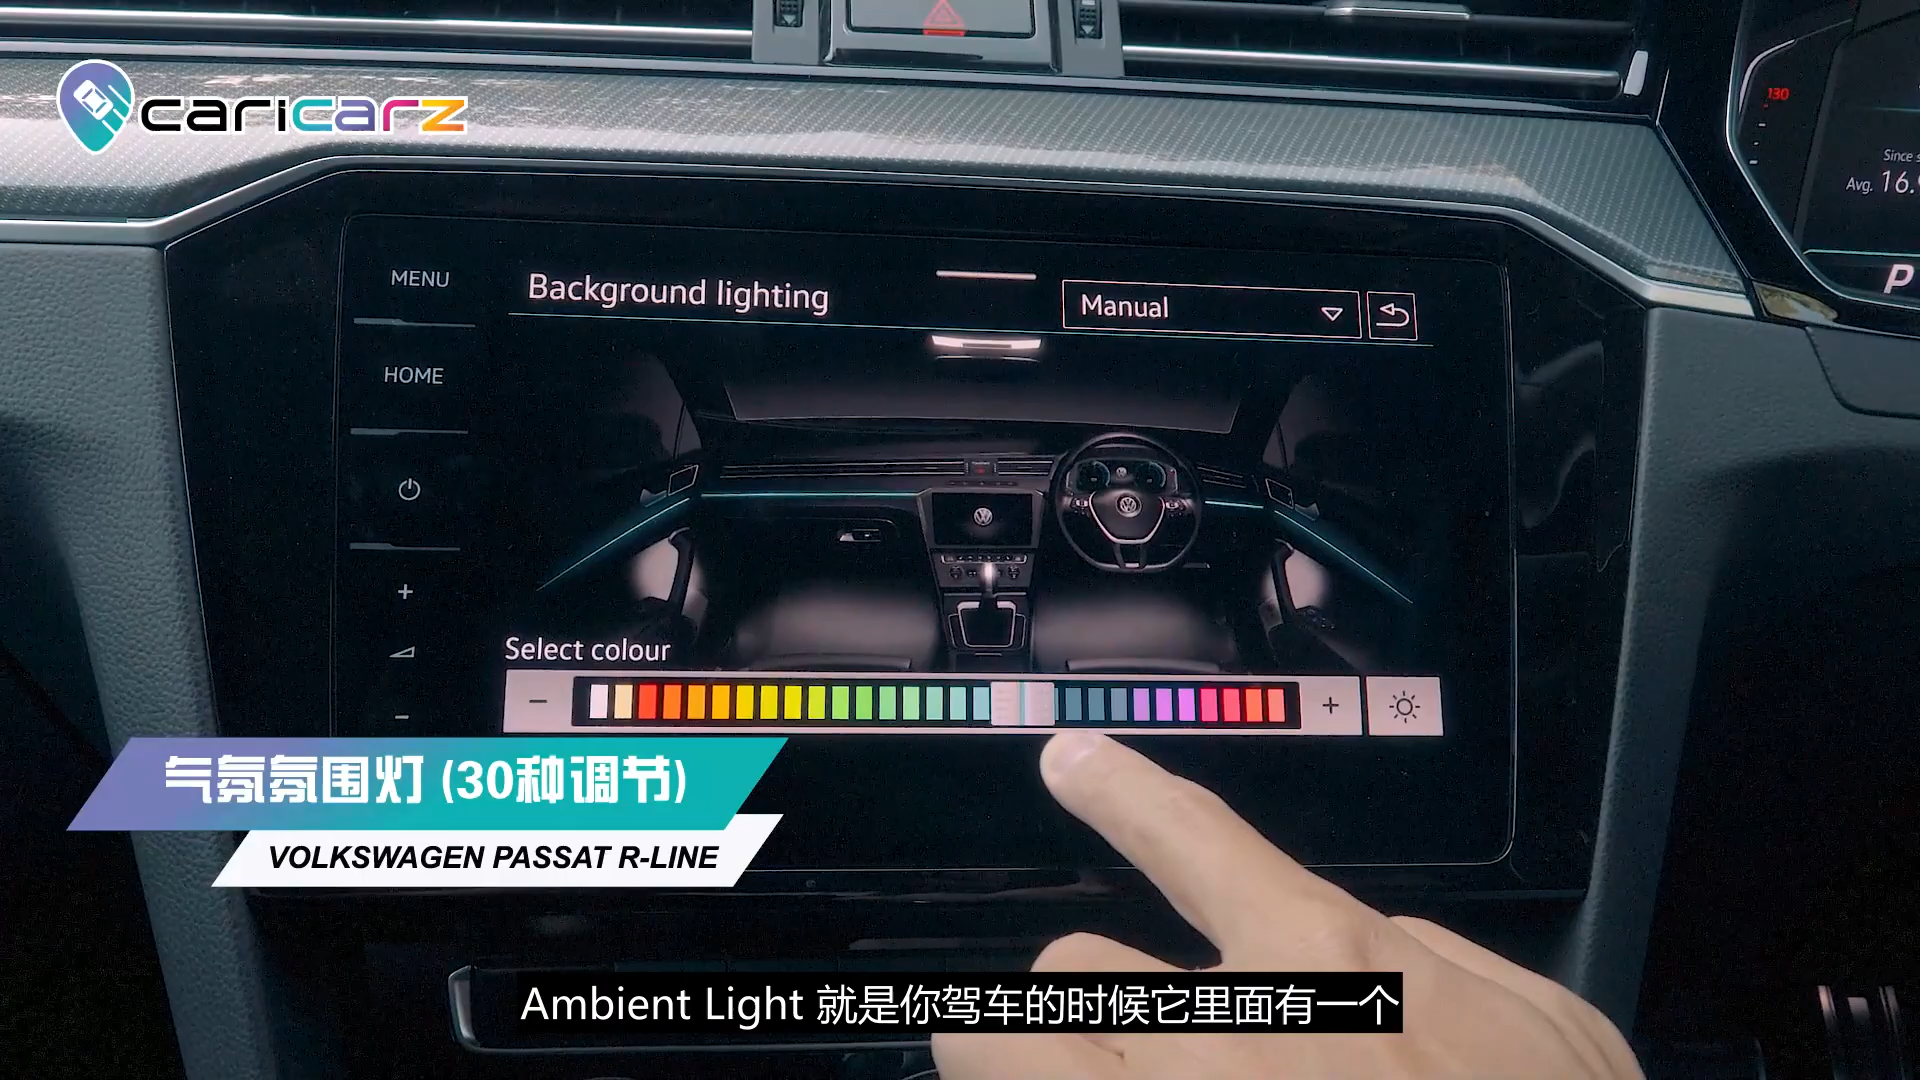 caricarz
130
Since
Avg. 16.
P
MENU
HOME
Background lighting
Manual
Select colour
气氛氛围灯 (30种调节)
VOLKSWAGEN PASSAT R-LINE
Ambient Light 就是你驾车的时候它里面有一个